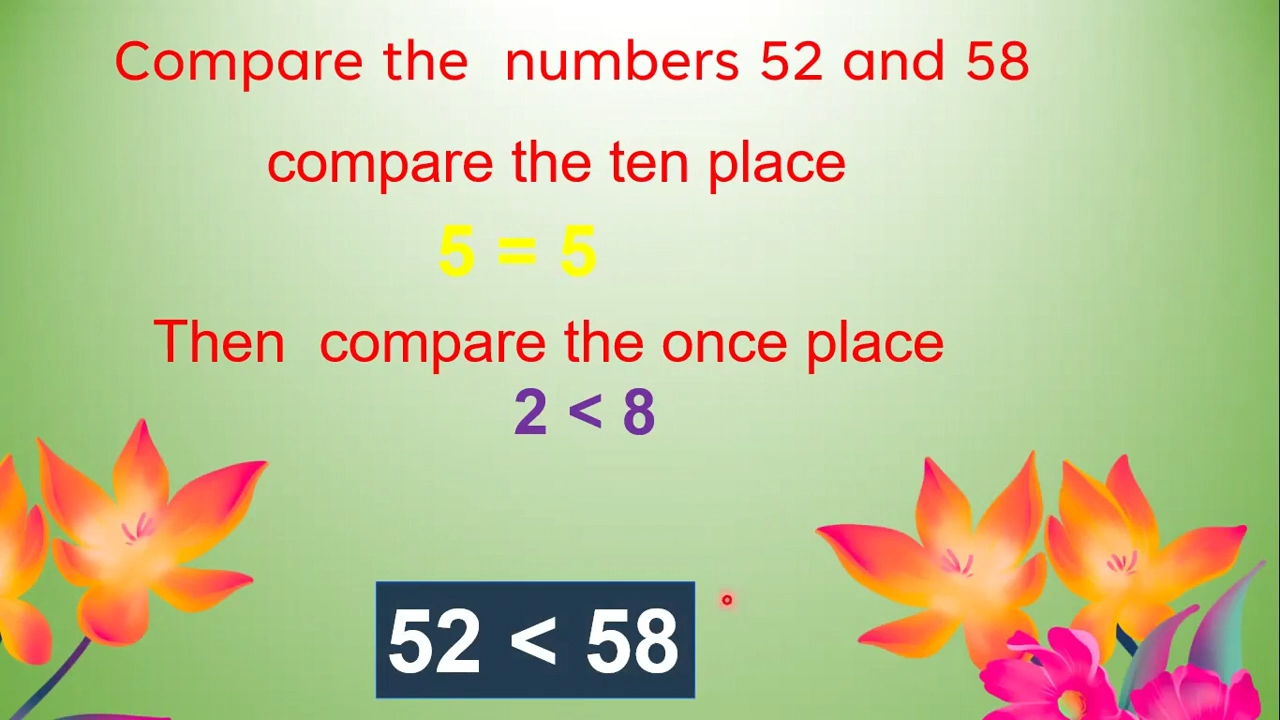 Compare the numbers 52 and 58
compare the ten place
5 = 5
Then compare the once place
2 < 8
52 < 58